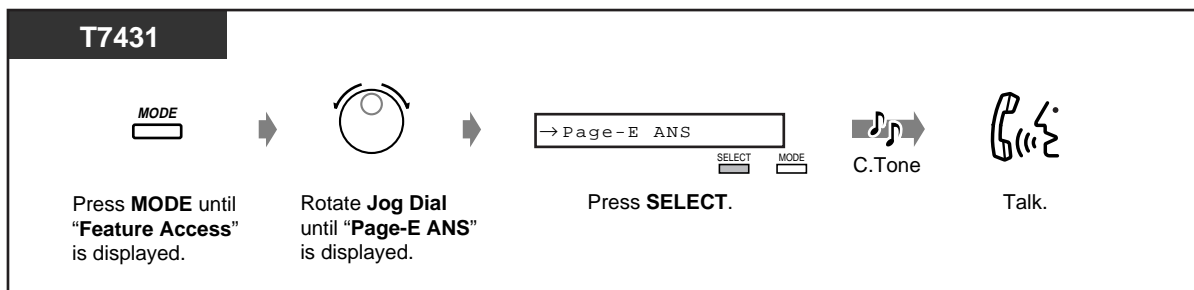 T7431
MODE
→Page-E ANS
SELECT MODE
C.Tone
Press MODE until
“Feature Access”
is displayed.
Rotate Jog Dial
until “Page-E ANS”
is displayed.
Press SELECT.
Talk.